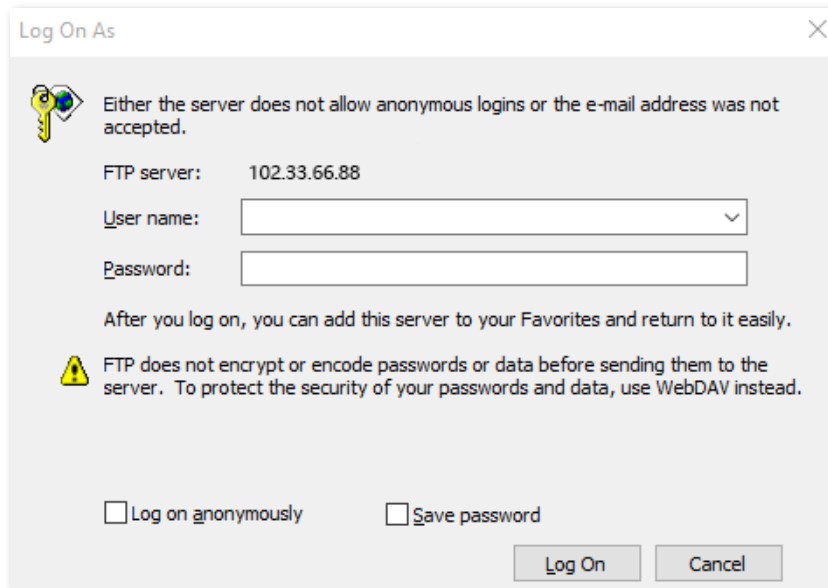 Log On As
Either the server does not allow anonymous logins or the e-mail address was not
accepted.
FTP server: 102.33.66.88
User name:
Password:
After you log on, you can add this server to your Favorites and return to it easily.
FTP does not encrypt or encode passwords or data before sending them to the
server. To protect the security of your passwords and data, use WebDAV instead.
Log on anonymously Save password
Log On Cancel